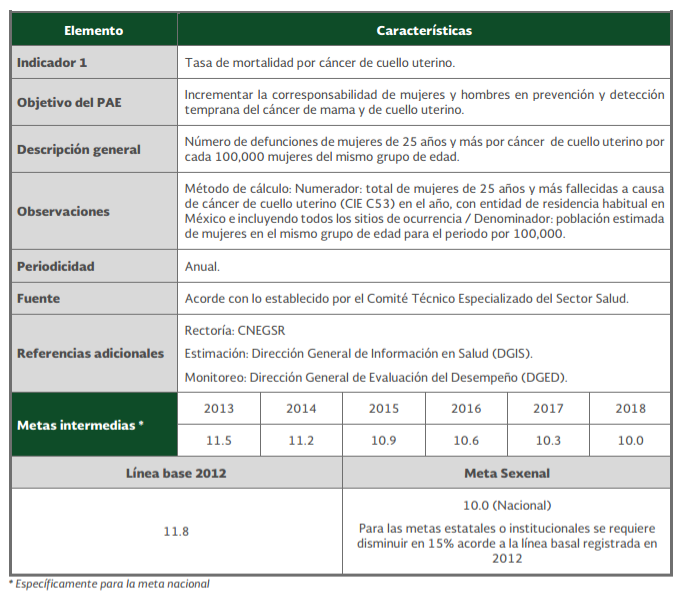 Elemento
Características
Indicador 1
Tasa de mortalidad por cáncer de cuello uterino.
Objetivo del PAE
Incrementar la corresponsabilidad de mujeres y hombres en prevención y detección
temprana del cáncer de mama y de cuello uterino.
Descripción general
Número de defunciones de mujeres de 25 años y más por cáncer de cuello uterino por
cada 100,000 mujeres del mismo grupo de edad.
Observaciones
Método de cálculo: Numerador: total de mujeres de 25 años y más fallecidas a causa
de cáncer de cuello uterino (CIE C53) en el año, con entidad de residencia habitual en
México e incluyendo todos los sitios de ocurrencia / Denominador: población estimada
de mujeres en el mismo grupo de edad para el periodo por 100,000.
Periodicidad
Anual.
Fuente
Acorde con lo establecido por el Comité Técnico Especializado del Sector Salud.
Referencias adicionales
Rectoría: CNEGSR
Estimación: Dirección General de Información en Salud (DGIS).
Monitoreo: Dirección General de Evaluación del Desempeño (DGED).
Metas intermedias *
2013 2014 2015 2016 2017 2018
11.5 11.2 10.9 10.6 10.3 10.0
Línea base 2012
Meta Sexenal
11.8
10.0 (Nacional)
Para las metas estatales o institucionales se requiere
disminuir en 15% acorde a la línea basal registrada en
2012
* Específicamente para la meta nacional